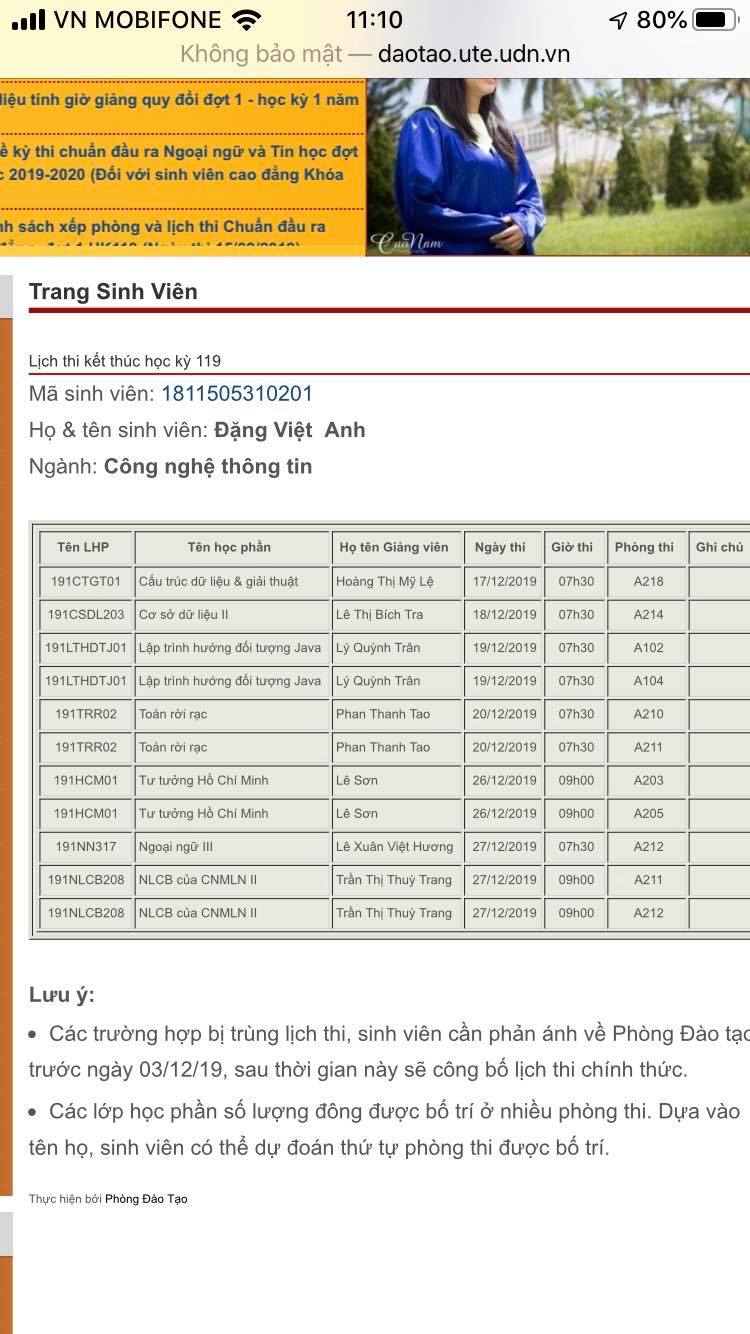 VN MOBIFONE 11:10 80%
Không bảo mật — daotao.ute.udn.vn
liệu tính giờ giảng quy đổi đợt 1 - học kỳ 1 năm
ề kỳ thi chuẩn đầu ra Ngoại ngữ và Tin học đợt
c 2019-2020 (Đối với sinh viên cao đẳng Khóa
nh sách xếp phòng và lịch thi Chuẩn đầu ra
CaoNam
Trang Sinh Viên
Lịch thi kết thúc học kỳ 119
Mã sinh viên: 1811505310201
Họ & tên sinh viên: Đặng Việt Anh
Ngành: Công nghệ thông tin
Tên LHP Tên học phần Họ tên Giảng viên Ngày thi Giờ thi Phòng thi Ghi chú
191CTGT01 Cấu trúc dữ liệu & giải thuật Hoàng Thị Mỹ Lệ 17/12/2019 07h30 A218
191CSDL203 Cơ sở dữ liệu II Lê Thị Bích Tra 18/12/2019 07h30 A214
191LTHDTJ01 Lập trình hướng đối tượng Java Lý Quỳnh Trân 19/12/2019 07h30 A102
191LTHDTJ01 Lập trình hướng đối tượng Java Lý Quỳnh Trân 19/12/2019 07h30 A104
191TRR02 Toán rời rạc Phan Thanh Tao 20/12/2019 07h30 A210
191TRR02 Toán rời rạc Phan Thanh Tao 20/12/2019 07h30 A211
191HCM01 Tư tưởng Hồ Chí Minh Lê Sơn 26/12/2019 09h00 A203
191HCM01 Tư tưởng Hồ Chí Minh Lê Sơn 26/12/2019 09h00 A205
191NN317 Ngoại ngữ III Lê Xuân Việt Hương 27/12/2019 07h30 A212
191NLCB208 NLCB của CNMLN II Trần Thị Thuỳ Trang 27/12/2019 09h00 A211
191NLCB208 NLCB của CNMLN II Trần Thị Thuỳ Trang 27/12/2019 09h00 A212
Lưu ý:
• Các trường hợp bị trùng lịch thi, sinh viên cần phản ánh về Phòng Đào tạo
trước ngày 03/12/19, sau thời gian này sẽ công bố lịch thi chính thức.
• Các lớp học phần số lượng đông được bố trí ở nhiều phòng thi. Dựa vào
tên họ, sinh viên có thể dự đoán thứ tự phòng thi được bố trí.
Thực hiện bởi Phòng Đào Tạo